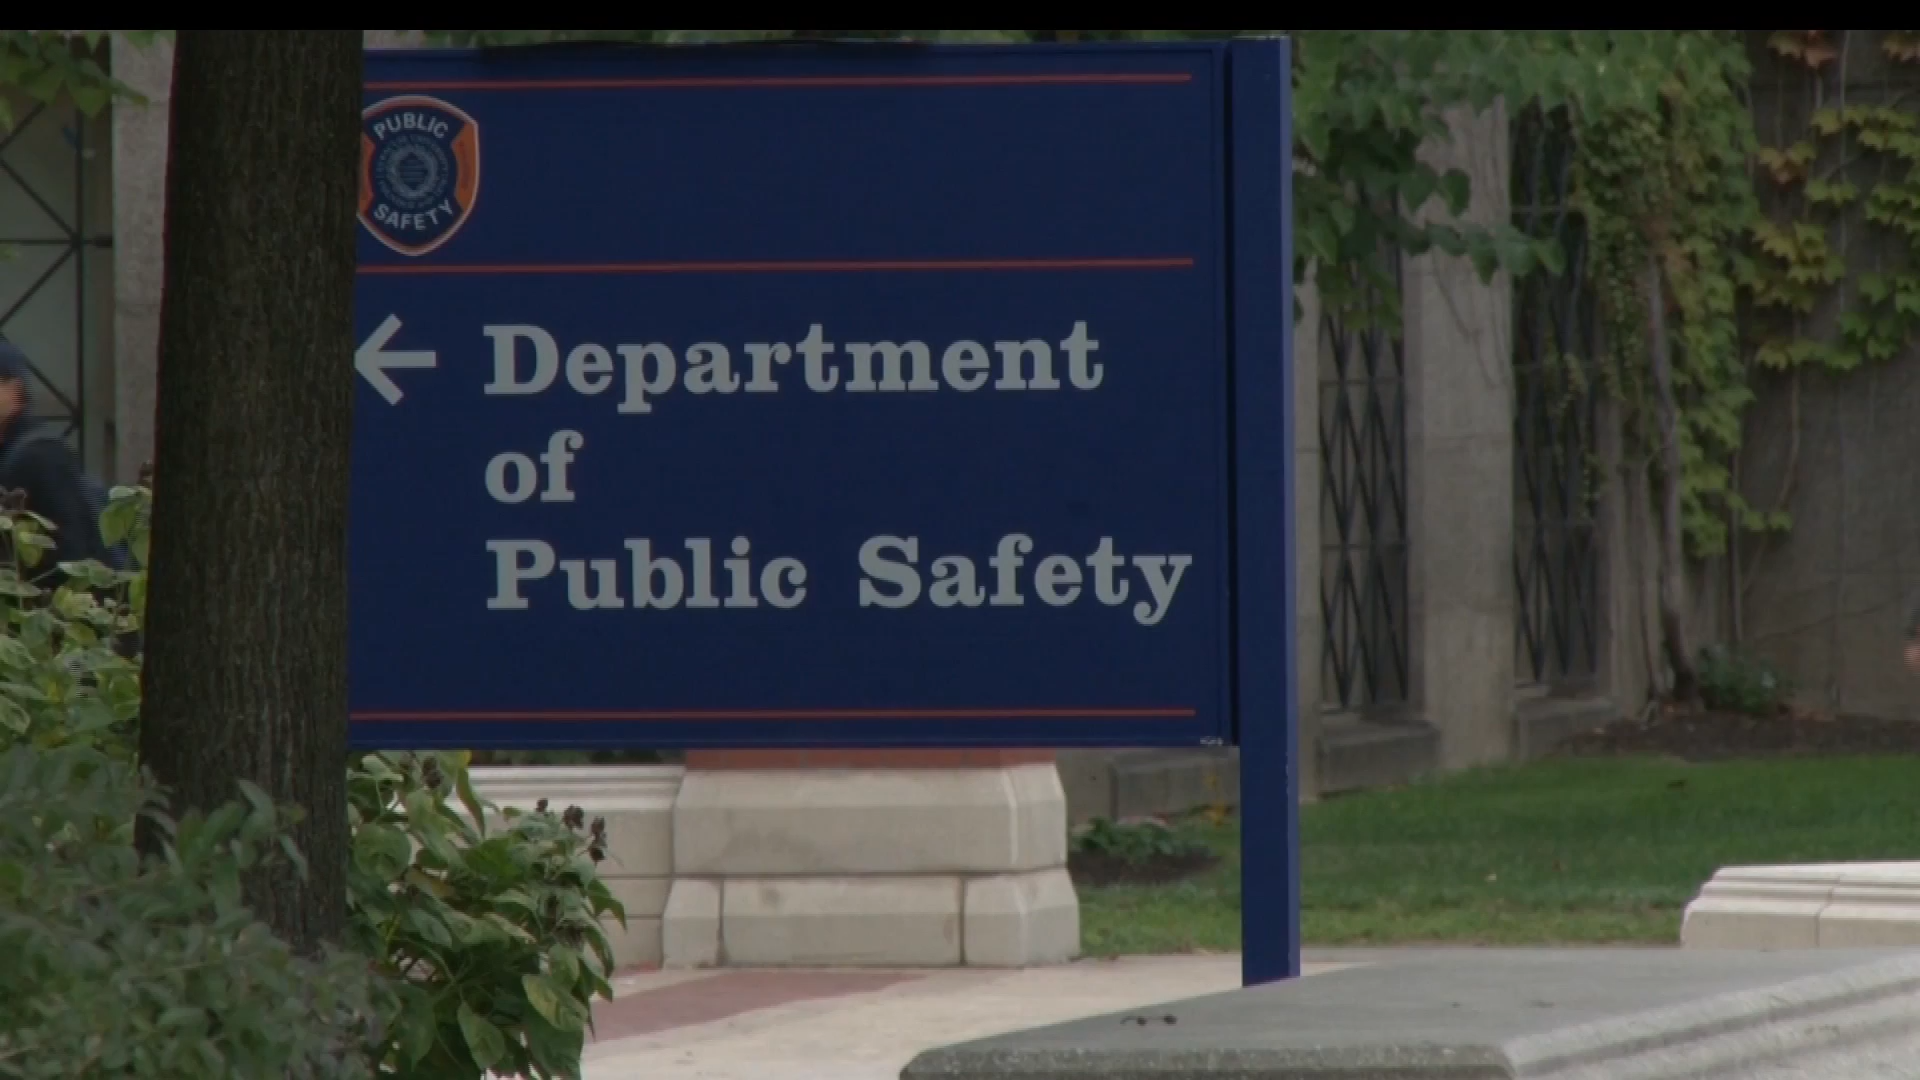 PUBLIC
SAFETY
← Department
of
Public Safety